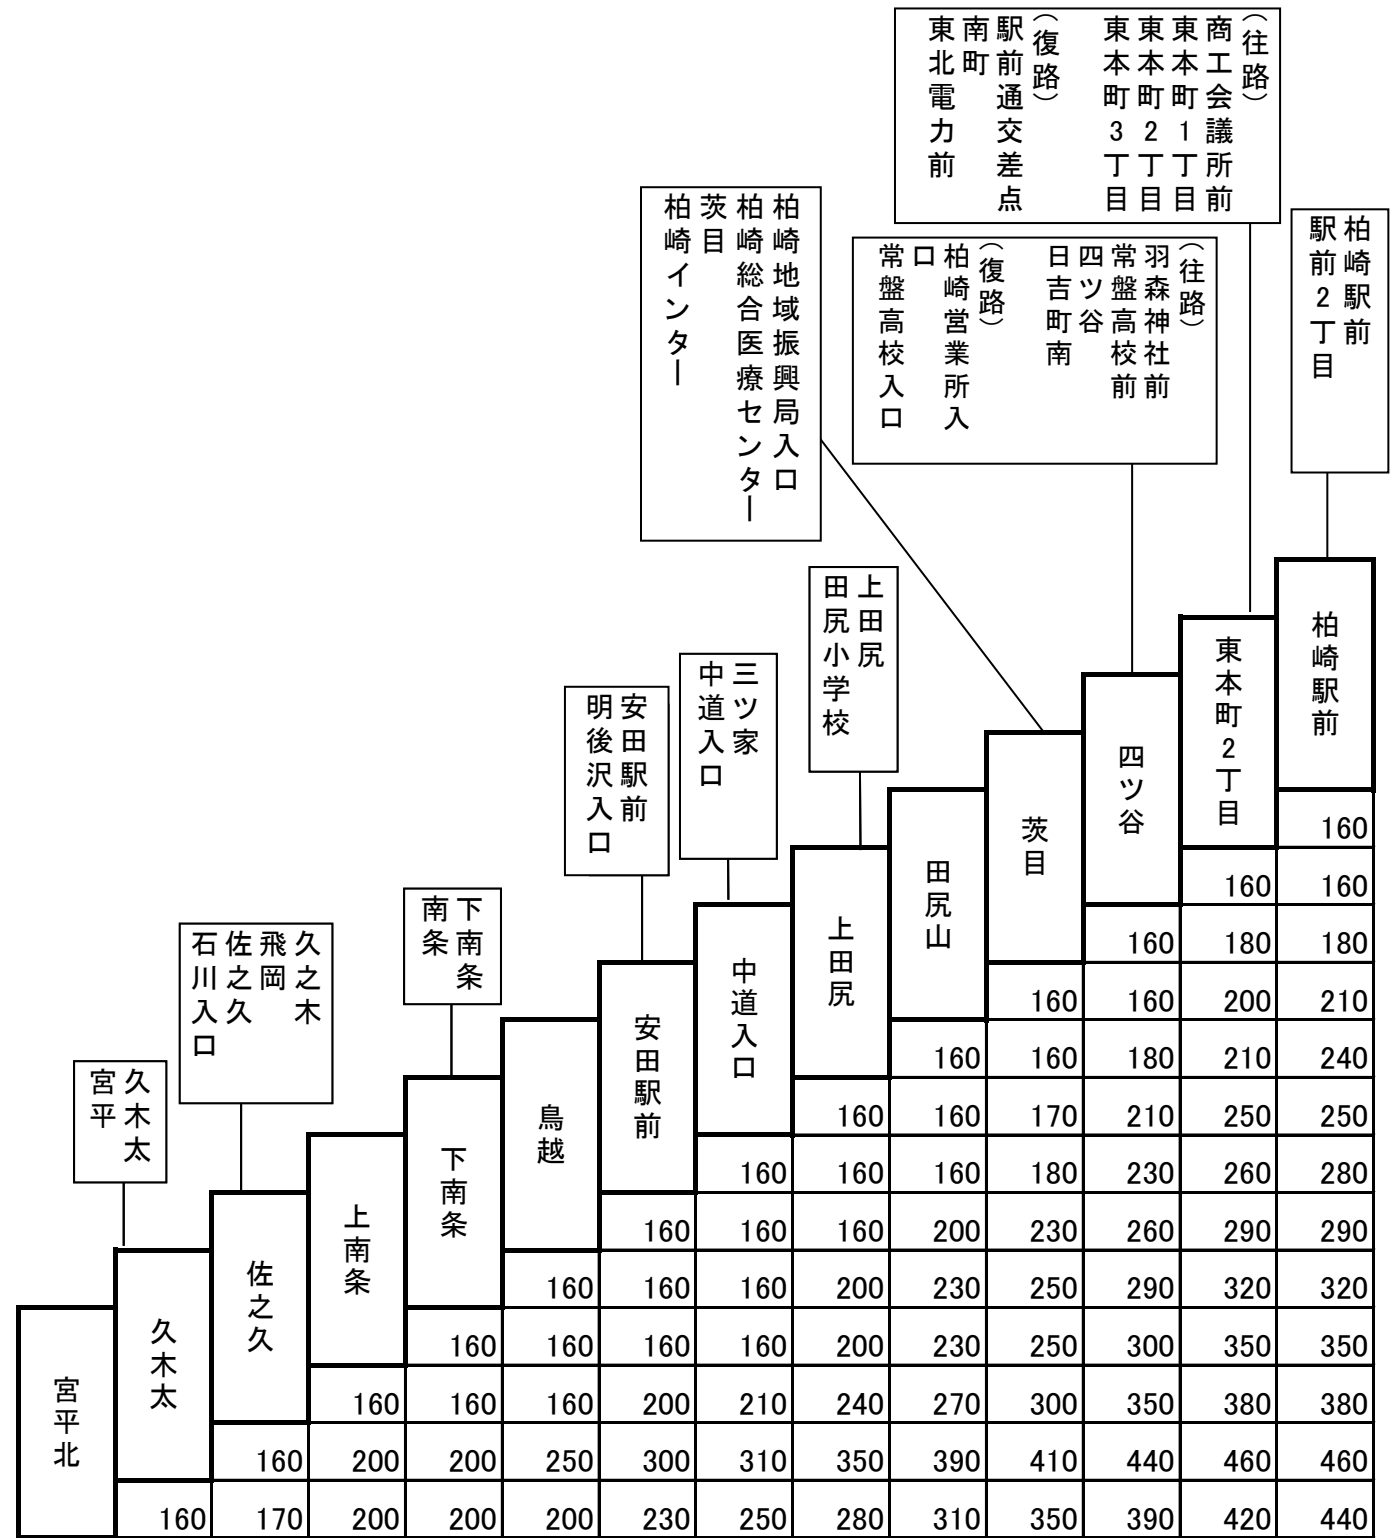 (往路)
商工会議所前
東本町1丁目
東本町2丁目
東本町3丁目
(復路)
駅前通交差点
南町
東北電力前
柏崎駅前
駅前2丁目
(往路)
羽森神社前
常盤高校前
四ツ谷
日吉町南
(復路)
柏崎営業所入
口
常盤高校入口
柏崎地域振興局入口
柏崎総合医療センター
茨目
柏崎インター
上田尻
田尻小学校
三ツ家
中道入口
安田駅前
明後沢入口
下南条
南条
久之木
飛岡
佐之久
石川入口
久木太
宮平
柏崎駅前
東本町2丁目
四ツ谷
茨目
田尻山
上田尻
中道入口
安田駅前
鳥越
下南条
上南条
佐之久
久木太
宮平北
160
160 160
160 180 180
160 160 200 210
160 160 180 210 240
160 160 170 210 250 250
160 160 160 180 230 260 280
160 160 160 200 230 260 290 290
160 160 160 200 230 250 290 320 320
160 160 160 160 200 230 250 300 350 350
160 160 160 200 210 240 270 300 350 380 380
160 200 200 250 300 310 350 390 410 440 460 460
160 170 200 200 200 230 250 280 310 350 390 420 440